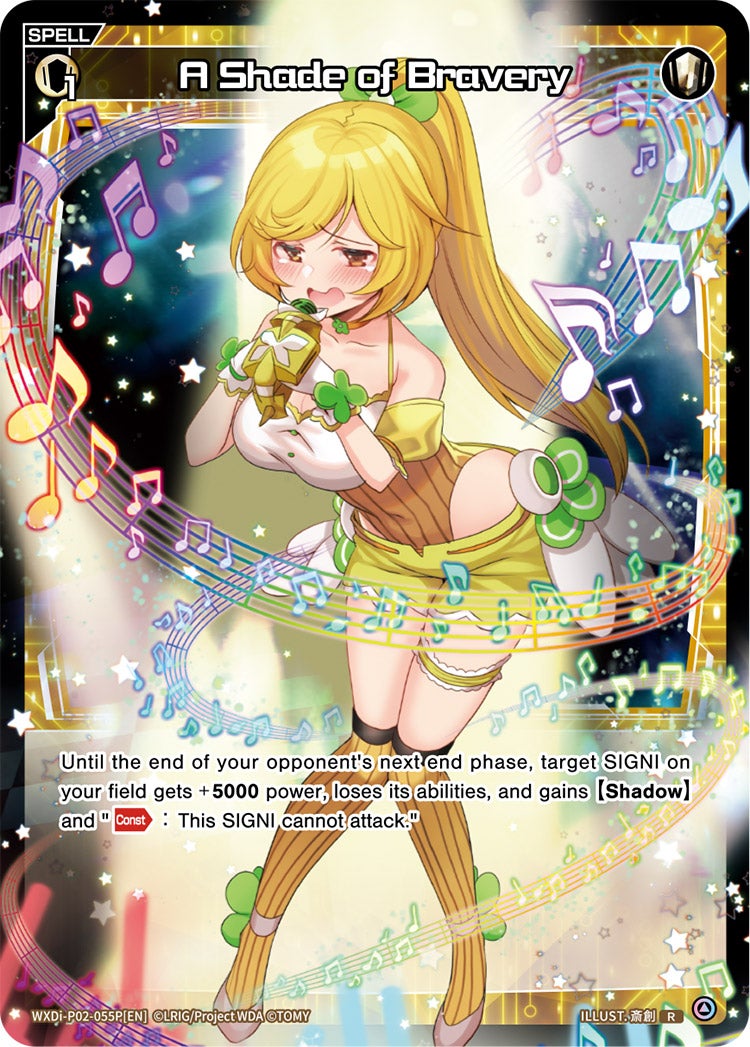 SPELL
1
A Shade of Bravery
Until the end of your opponent's next end phase, target SIGNI on
your field gets +5000 power, loses its abilities, and gains 【Shadow】
and " Const : This SIGNI cannot attack."
WXDi-P02-055P[EN] ©LRIG/Project WDA ©TOMY
ILLUST. 斎創 R